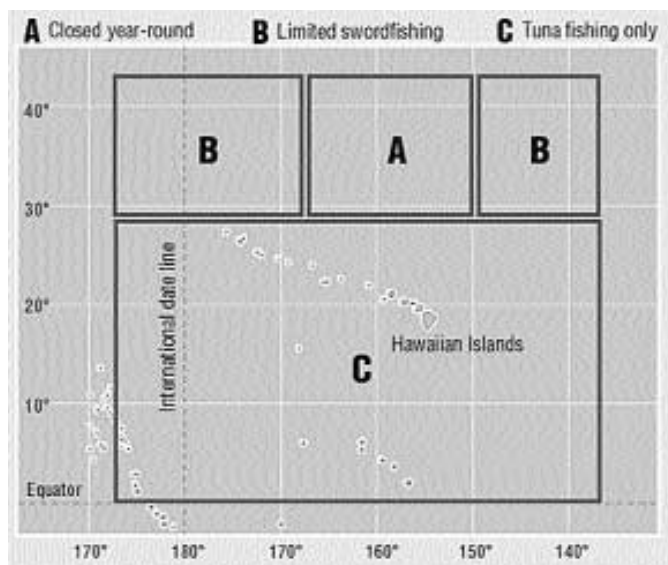 A Closed year-round B Limited swordfishing C Tuna fishing only
40°
B A B
30°
International date line
20°
Hawaiian Islands
C
10°
Equator
170° 180° 170° 160° 150° 140°